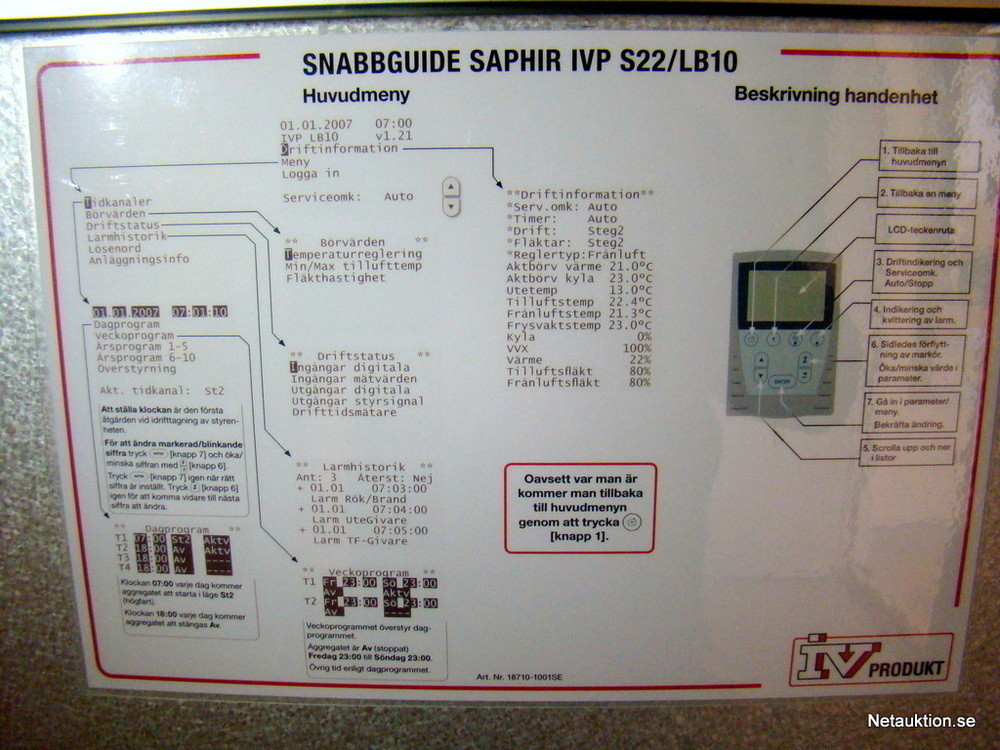 SNABBGUIDE SAPHIR IVP S22/LB10
Huvudmeny
01.01.2007 07:00
IVP LB10 v1.21
Driftinformation
Meny
Logga in
Serviceomk: Auto
Tidkanaler
Börvärden
Driftstatus
Larmhistorik
Lösenord
Anläggningsinfo
** Börvärden **
Temperaturreglering
Min/Max tillufttemp
Fläkthastighet
01.01.2007 07:01:10
Dagprogram
veckoprogram
Årsprogram 1-5
Årsprogram 6-10
Överstyrning
Akt. tidkanal: St2
Att ställa klockan är den första
åtgärden vid idrifttagning av styren-
heten.
För att ändra markerad/blinkande
siffra tryck [knapp 7] och öka/
minska siffran med [knapp 6].
Tryck [knapp 7] igen när rätt
siffra är inställt. Tryck [knapp 6]
igen för att komma vidare till nästa
siffra att ändra.
** Dagprogram **
T1 07:00 St2 Aktv
T2 18:00 Av Aktv
T3 18:00 Av ----
T4 18:00 Av ----
Klockan 07:00 varje dag kommer
aggregatet att starta i läge St2
(högfart).
Klockan 18:00 varje dag kommer
aggregatet att stängas Av.
** Driftstatus **
Ingångar digitala
Ingångar mätvärden
Utgångar digitala
Utgångar styrsignal
Drifttidsmätare
** Larmhistorik **
Ant: 3 Återst: Nej
+ 01.01 07:03:00
Larm Rök/Brand
+ 01.01 07:04:00
Larm UteGivare
+ 01.01 07:05:00
Larm TF-Givare
** Veckoprogram **
T1 Fr 23:00 Sö 23:00
Av Aktv
T2 Fr 23:00 Sö 23:00
Av ----
Veckoprogrammet överstyr dag-
programmet.
Aggregatet är Av (stoppat)
Fredag 23:00 till Söndag 23:00.
Övrig tid enligt dagprogrammet.
**Driftinformation**
*Serv.omk: Auto
*Timer: Auto
*Drift: Steg2
*Fläktar: Steg2
*Reglertyp:Frånluft
Aktbörv värme 21.0°C
Aktbörv kyla 23.0°C
Utetemp 13.0°C
Tilluftstemp 22.4°C
Frånluftstemp 21.3°C
Frysvaktstemp 23.0°C
Kyla 0%
VVX 100%
Värme 22%
Tilluftsfläkt 80%
Frånluftsfläkt 80%
Oavsett var man är
kommer man tillbaka
till huvudmenyn
genom att trycka
[knapp 1].
Art. Nr. 18710-1001SE
Beskrivning handenhet
1. Tillbaka till
huvudmenyn
2. Tillbaka en meny
LCD-teckenruta
3. Driftindikering och
Serviceomk.
Auto/Stopp
4. Indikering och
kvittering av larm.
6. Sidledes förflytt-
ning av markör.
Öka/minska värde i
parameter.
7. Gå in i parameter/
meny.
Bekräfta ändring.
5. Scrolla upp och ner
i listor
ENTER
IV PRODUKT
Netauktion.se